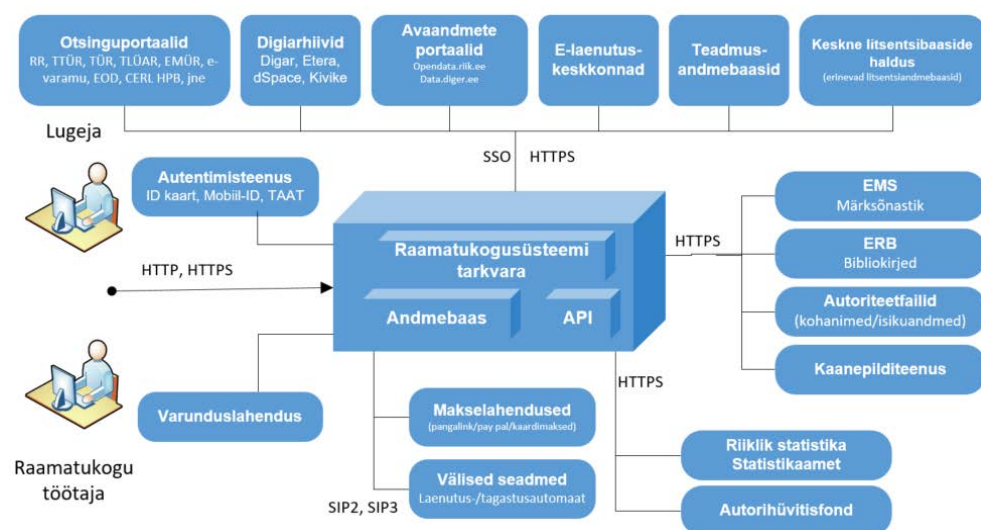 Otsinguportaalid
RR, TTÜR, TÜR, TLÜAR, EMÜR, e-
varamu, EOD, CERL HPB, jne
Digiarhiivid
Digar, Etera,
dSpace, Kivike
Avaandmete
portaalid
Opendata.riik.ee
Data.diger.ee
E-laenutus-
keskkonnad
Teadmus-
andmebaasid
Keskne litsentsibaaside
haldus
(erinevad litsentsiandmebaasid)
Lugeja
SSO HTTPS
Autentimisteenus
ID kaart, Mobiil-ID, TAAT
EMS
Märksõnastik
HTTPS
Raamatukogusüsteemi
tarkvara
ERB
Bibliokirjed
HTTP, HTTPS
Andmebaas
API
Autoriteetfailid
(kohanimed/isikuandmed)
Kaanepilditeenus
HTTPS
Varunduslahendus
Makselahendused
(pangalink/pay pal/kaardimaksed)
Riiklik statistika
Statistikaamet
Raamatukogu
töötaja
Välised seadmed
Laenutus-/tagastusautomaat
SIP2, SIP3
Autorihüvitisfond